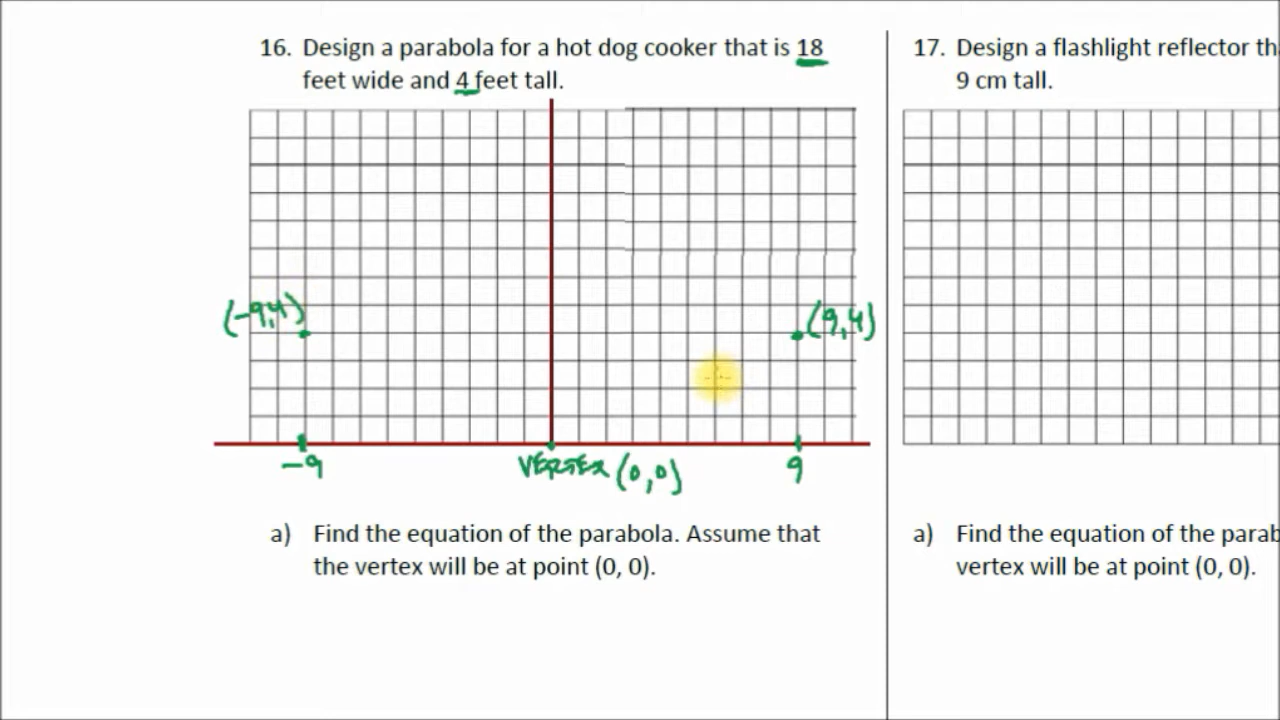 16. Design a parabola for a hot dog cooker that is 18
feet wide and 4 feet tall.
(-9,4)
(9,4)
-9
VERTEX (0,0)
9
a) Find the equation of the parabola. Assume that
the vertex will be at point (0, 0).
17. Design a flashlight reflector th
9 cm tall.
a) Find the equation of the parab
vertex will be at point (0, 0).